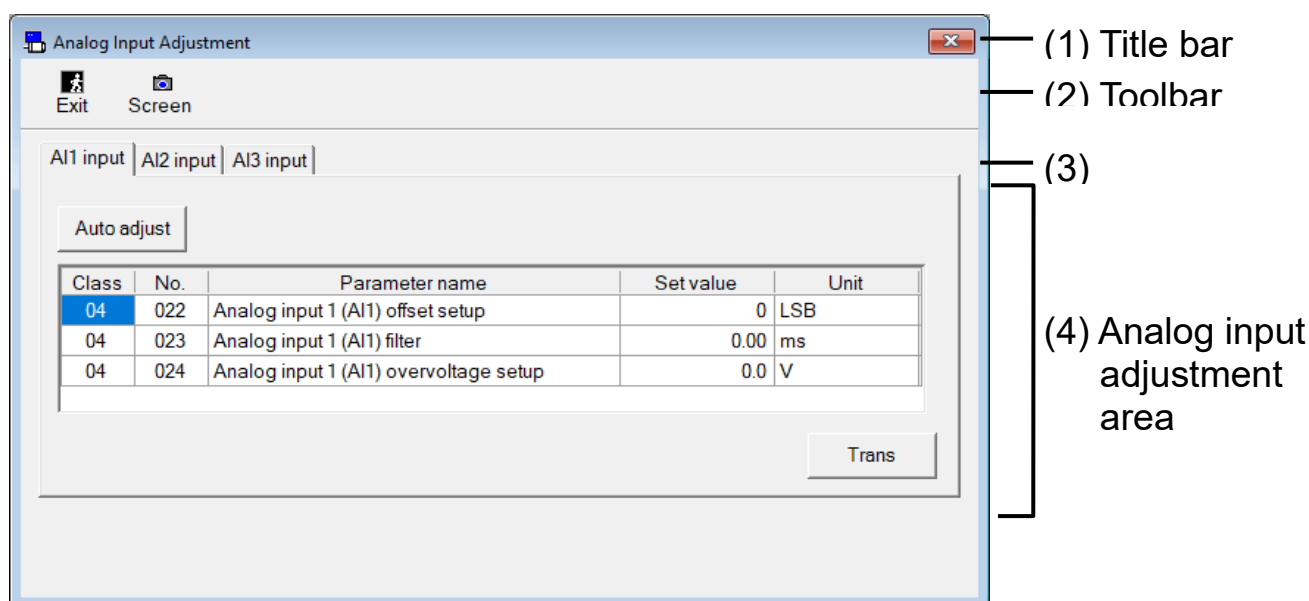 Analog Input Adjustment
(1) Title bar
Exit Screen
(2) Toolbar
AI1 input AI2 input AI3 input
(3)
Auto adjust
Class No. Parameter name Set value Unit
04 022 Analog input 1 (AI1) offset setup 0 LSB
04 023 Analog input 1 (AI1) filter 0.00 ms
04 024 Analog input 1 (AI1) overvoltage setup 0.0 V
(4) Analog input
adjustment
area
Trans